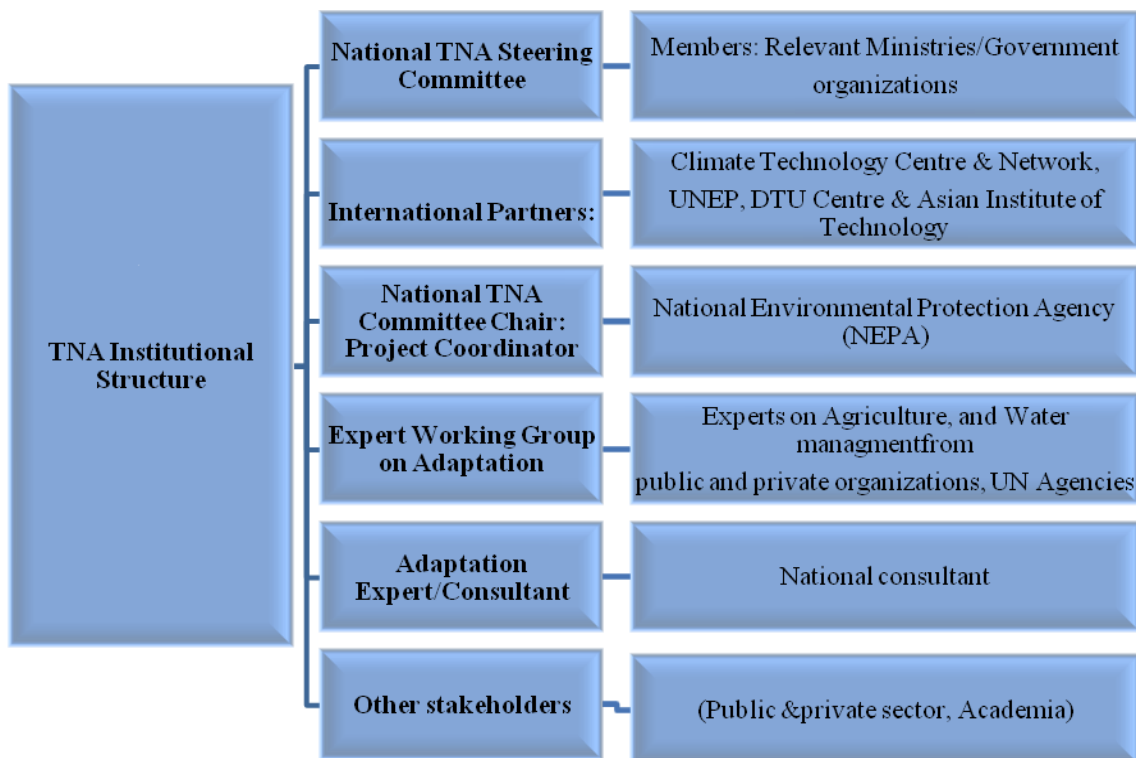 TNA Institutional
Structure
National TNA Steering
Committee
Members: Relevant Ministries/Government
organizations
International Partners:
Climate Technology Centre & Network,
UNEP, DTU Centre & Asian Institute of
Technology
National TNA
Committee Chair:
Project Coordinator
National Environmental Protection Agency
(NEPA)
Expert Working Group
on Adaptation
Experts on Agriculture, and Water
managmentfrom
public and private organizations, UN Agencies
Adaptation
Expert/Consultant
National consultant
Other stakeholders
(Public &private sector, Academia)